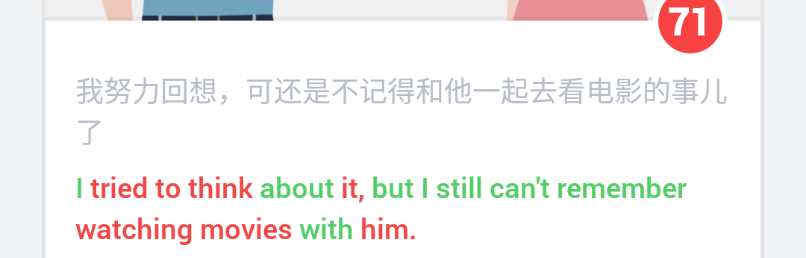 71
我努力回想，可还是不记得和他一起去看电影的事儿
了
I tried to think about it, but I still can't remember
watching movies with him.